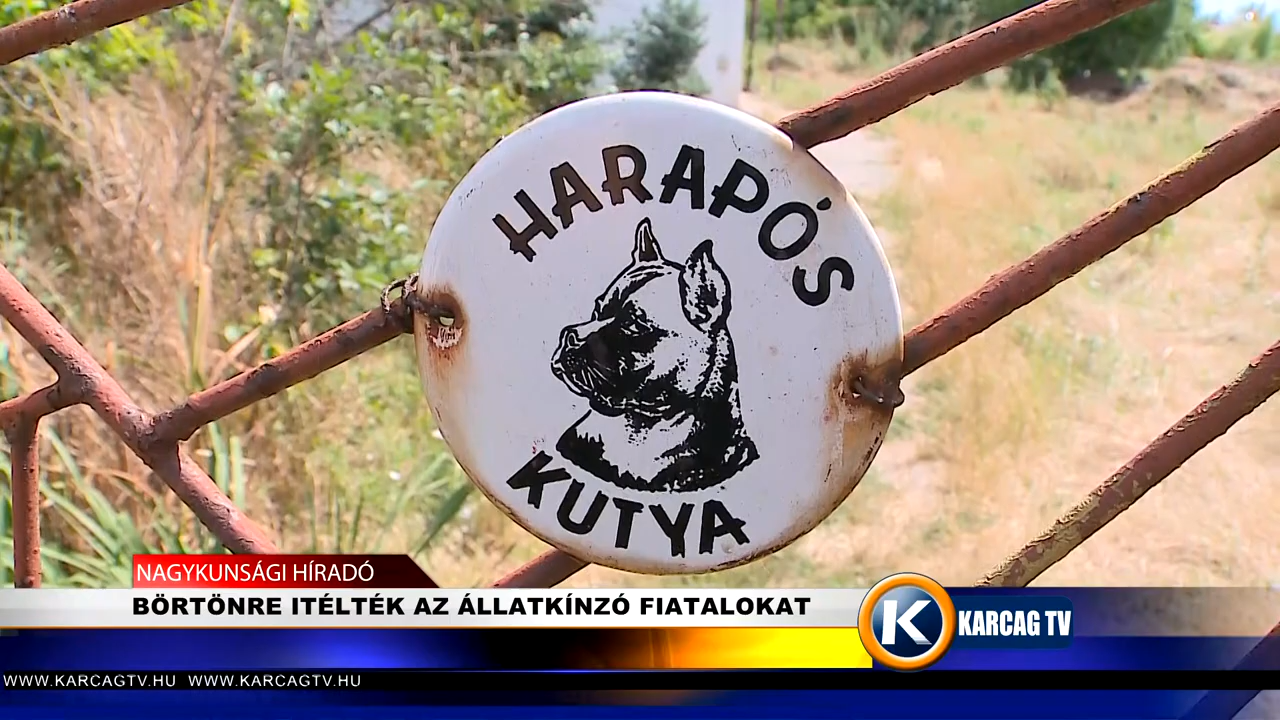 HARAPÓS
KUTYA
NAGYKUNSÁGI HÍRADÓ
BÖRTÖNRE ITÉLTÉK AZ ÁLLATKÍNZÓ FIATALOKAT
K KARCAG TV
WWW.KARCAGTV.HU WWW.KARCAGTV.HU